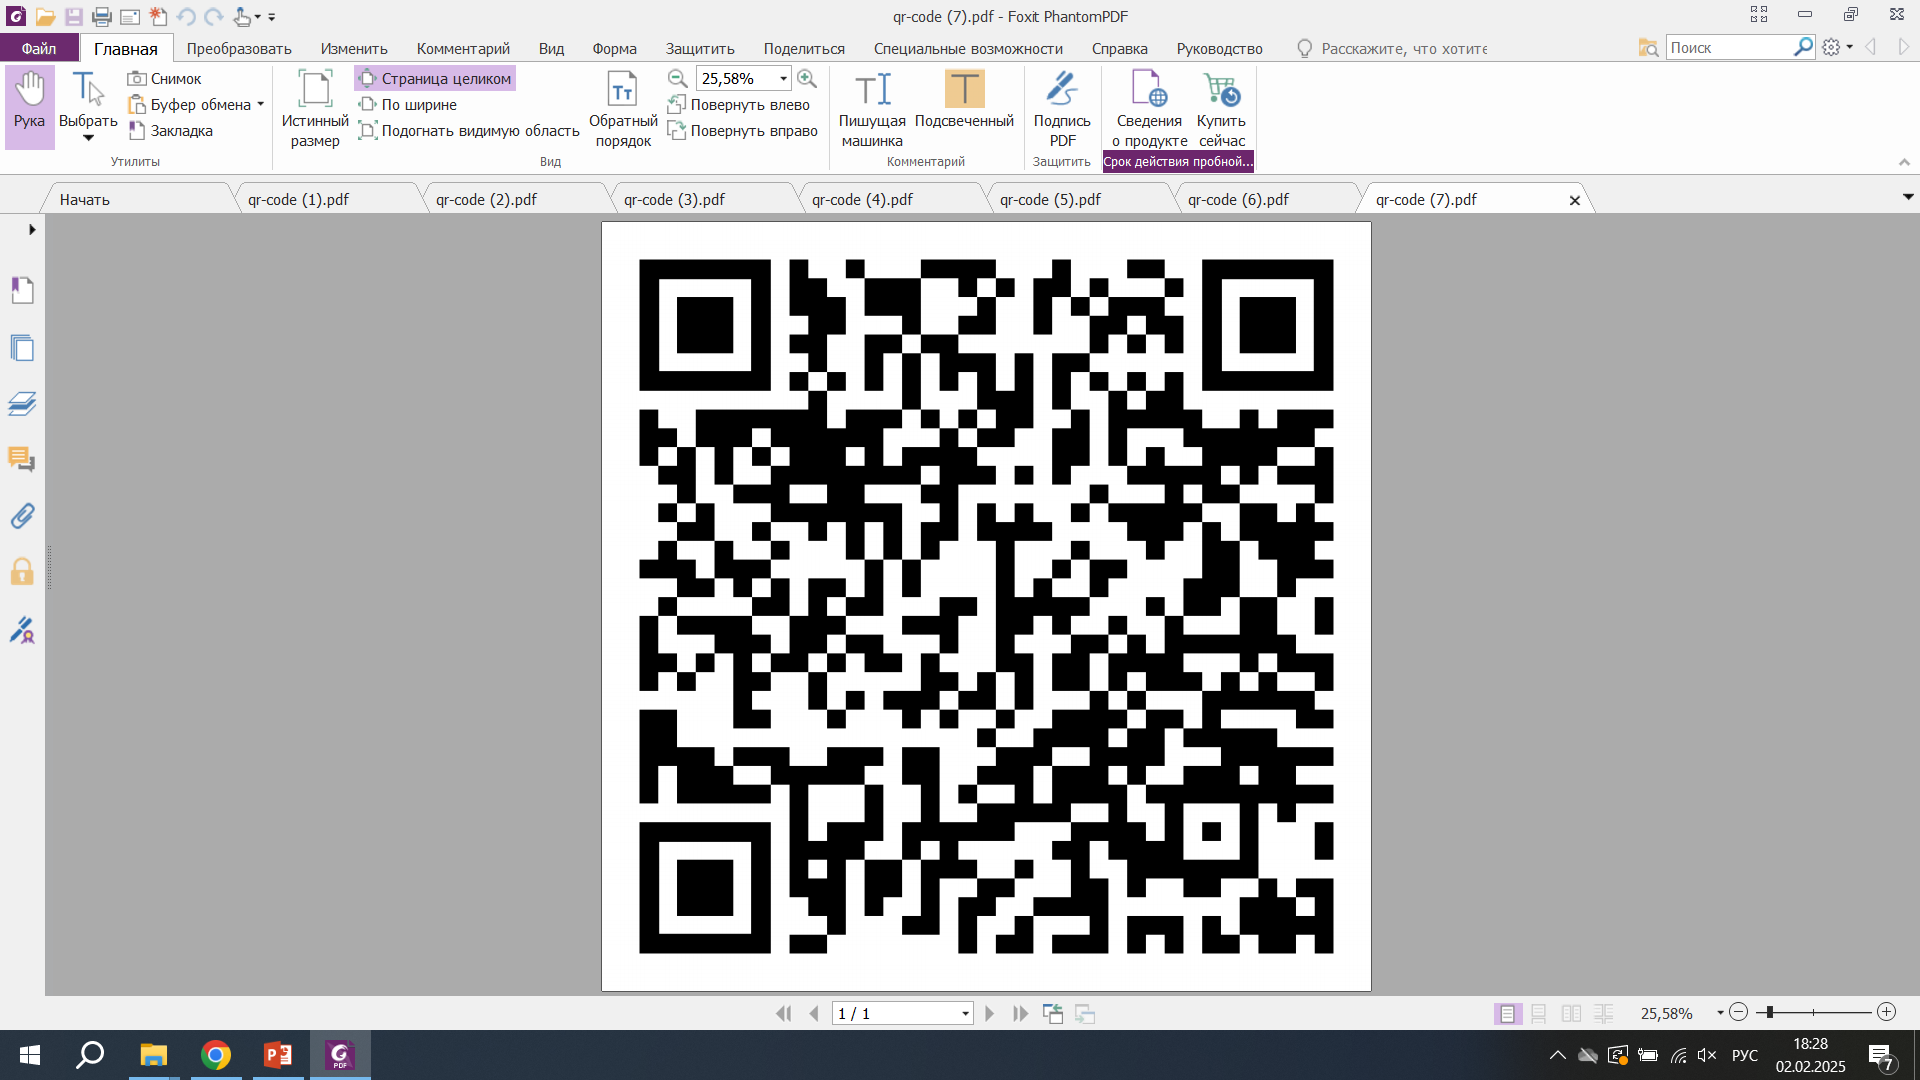 qr-code (7).pdf - Foxit PhantomPDF
Файл Главная Преобразовать Изменить Комментарий Вид Форма Защитить Поделиться Специальные возможности Справка Руководство Расскажите, что хотите Поиск
Рука
Выбрать
Снимок
Буфер обмена
Закладка
Утилиты
Истинный размер
Страница целиком
По ширине
Подогнать видимую область
Обратный порядок
25,58%
Повернуть влево
Повернуть вправо
Вид
Пишущая машинка
Подсвеченный
Комментарий
Подпись PDF
Защитить
Сведения о продукте
Купить сейчас
Срок действия пробной...
Начать qr-code (1).pdf qr-code (2).pdf qr-code (3).pdf qr-code (4).pdf qr-code (5).pdf qr-code (6).pdf qr-code (7).pdf
1 / 1
25,58%
РУС
18:28
02.02.2025
7